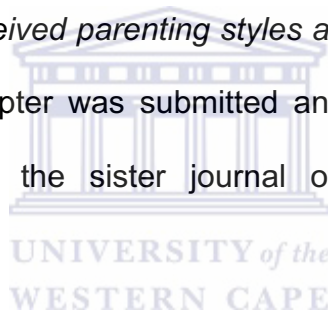 eived parenting styles a
pter was submitted an
the sister journal o
UNIVERSITY of the
WESTERN CAPE